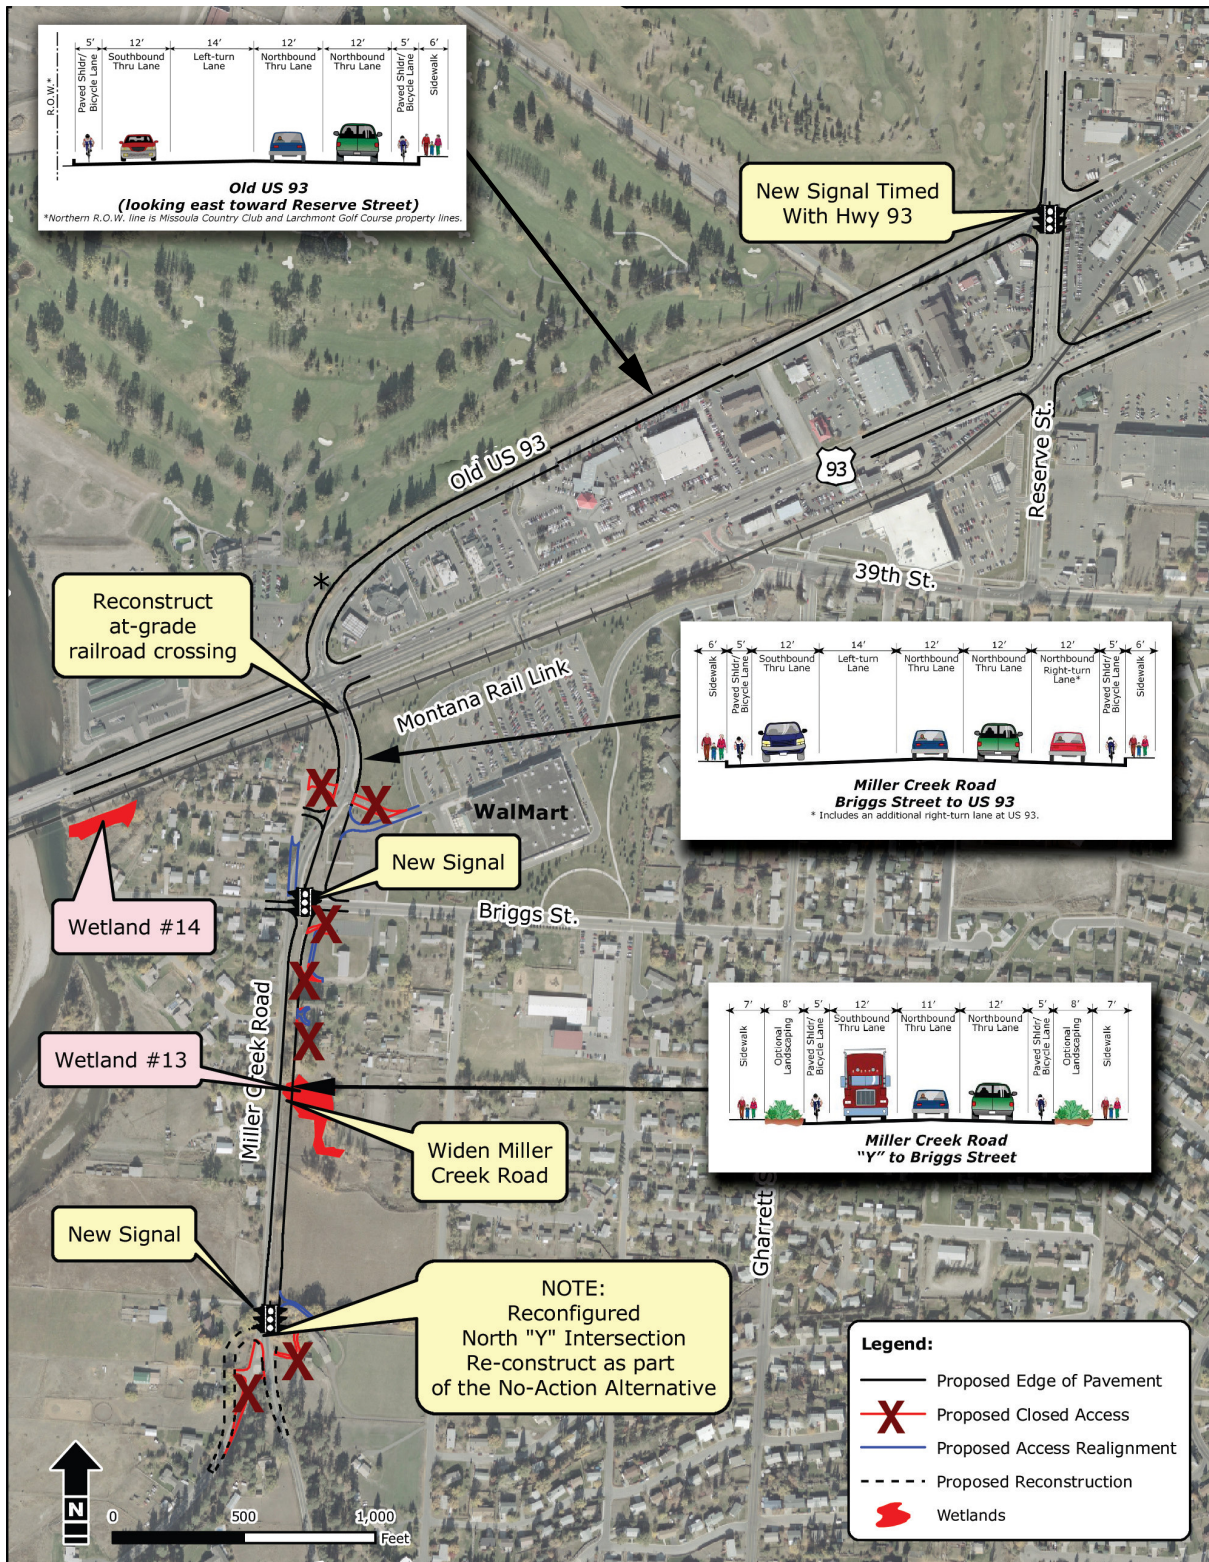 5'
12'
14'
12'
12'
5'
6'
R.O.W.*
Paved Shldr/
Bicycle Lane
Southbound
Thru Lane
Left-turn
Lane
Northbound
Thru Lane
Northbound
Thru Lane
Paved Shldr/
Bicycle Lane
Sidewalk
Old US 93
(looking east toward Reserve Street)
*Northern R.O.W. line is Missoula Country Club and Larchmont Golf Course property lines.
New Signal Timed
With Hwy 93
Old US 93
93
Reserve St.
39th St.
*
Reconstruct
at-grade
railroad crossing
Montana Rail Link
6'
5'
12'
14'
12'
12'
12'
5'
6'
Sidewalk
Paved Shldr/
Bicycle Lane
Southbound
Thru Lane
Left-turn
Lane
Northbound
Thru Lane
Northbound
Thru Lane
Northbound
Right-turn
Lane*
Paved Shldr/
Bicycle Lane
Sidewalk
Miller Creek Road
Briggs Street to US 93
* Includes an additional right-turn lane at US 93.
X
X
WalMart
New Signal
Wetland #14
Briggs St.
X
X
X
Miller Creek Road
Wetland #13
7'
8'
5'
12'
11'
12'
5'
8'
7'
Sidewalk
Optional
Landscaping
Paved Shldr/
Bicycle Lane
Southbound
Thru Lane
Northbound
Thru Lane
Northbound
Thru Lane
Paved Shldr/
Bicycle Lane
Optional
Landscaping
Sidewalk
Miller Creek Road
"Y" to Briggs Street
Widen Miller
Creek Road
Gharrett S
New Signal
NOTE:
Reconfigured
North "Y" Intersection
Re-construct as part
of the No-Action Alternative
X
X
Legend:
Proposed Edge of Pavement
X
Proposed Closed Access
Proposed Access Realignment
Proposed Reconstruction
Wetlands
N
0
500
1,000
Feet